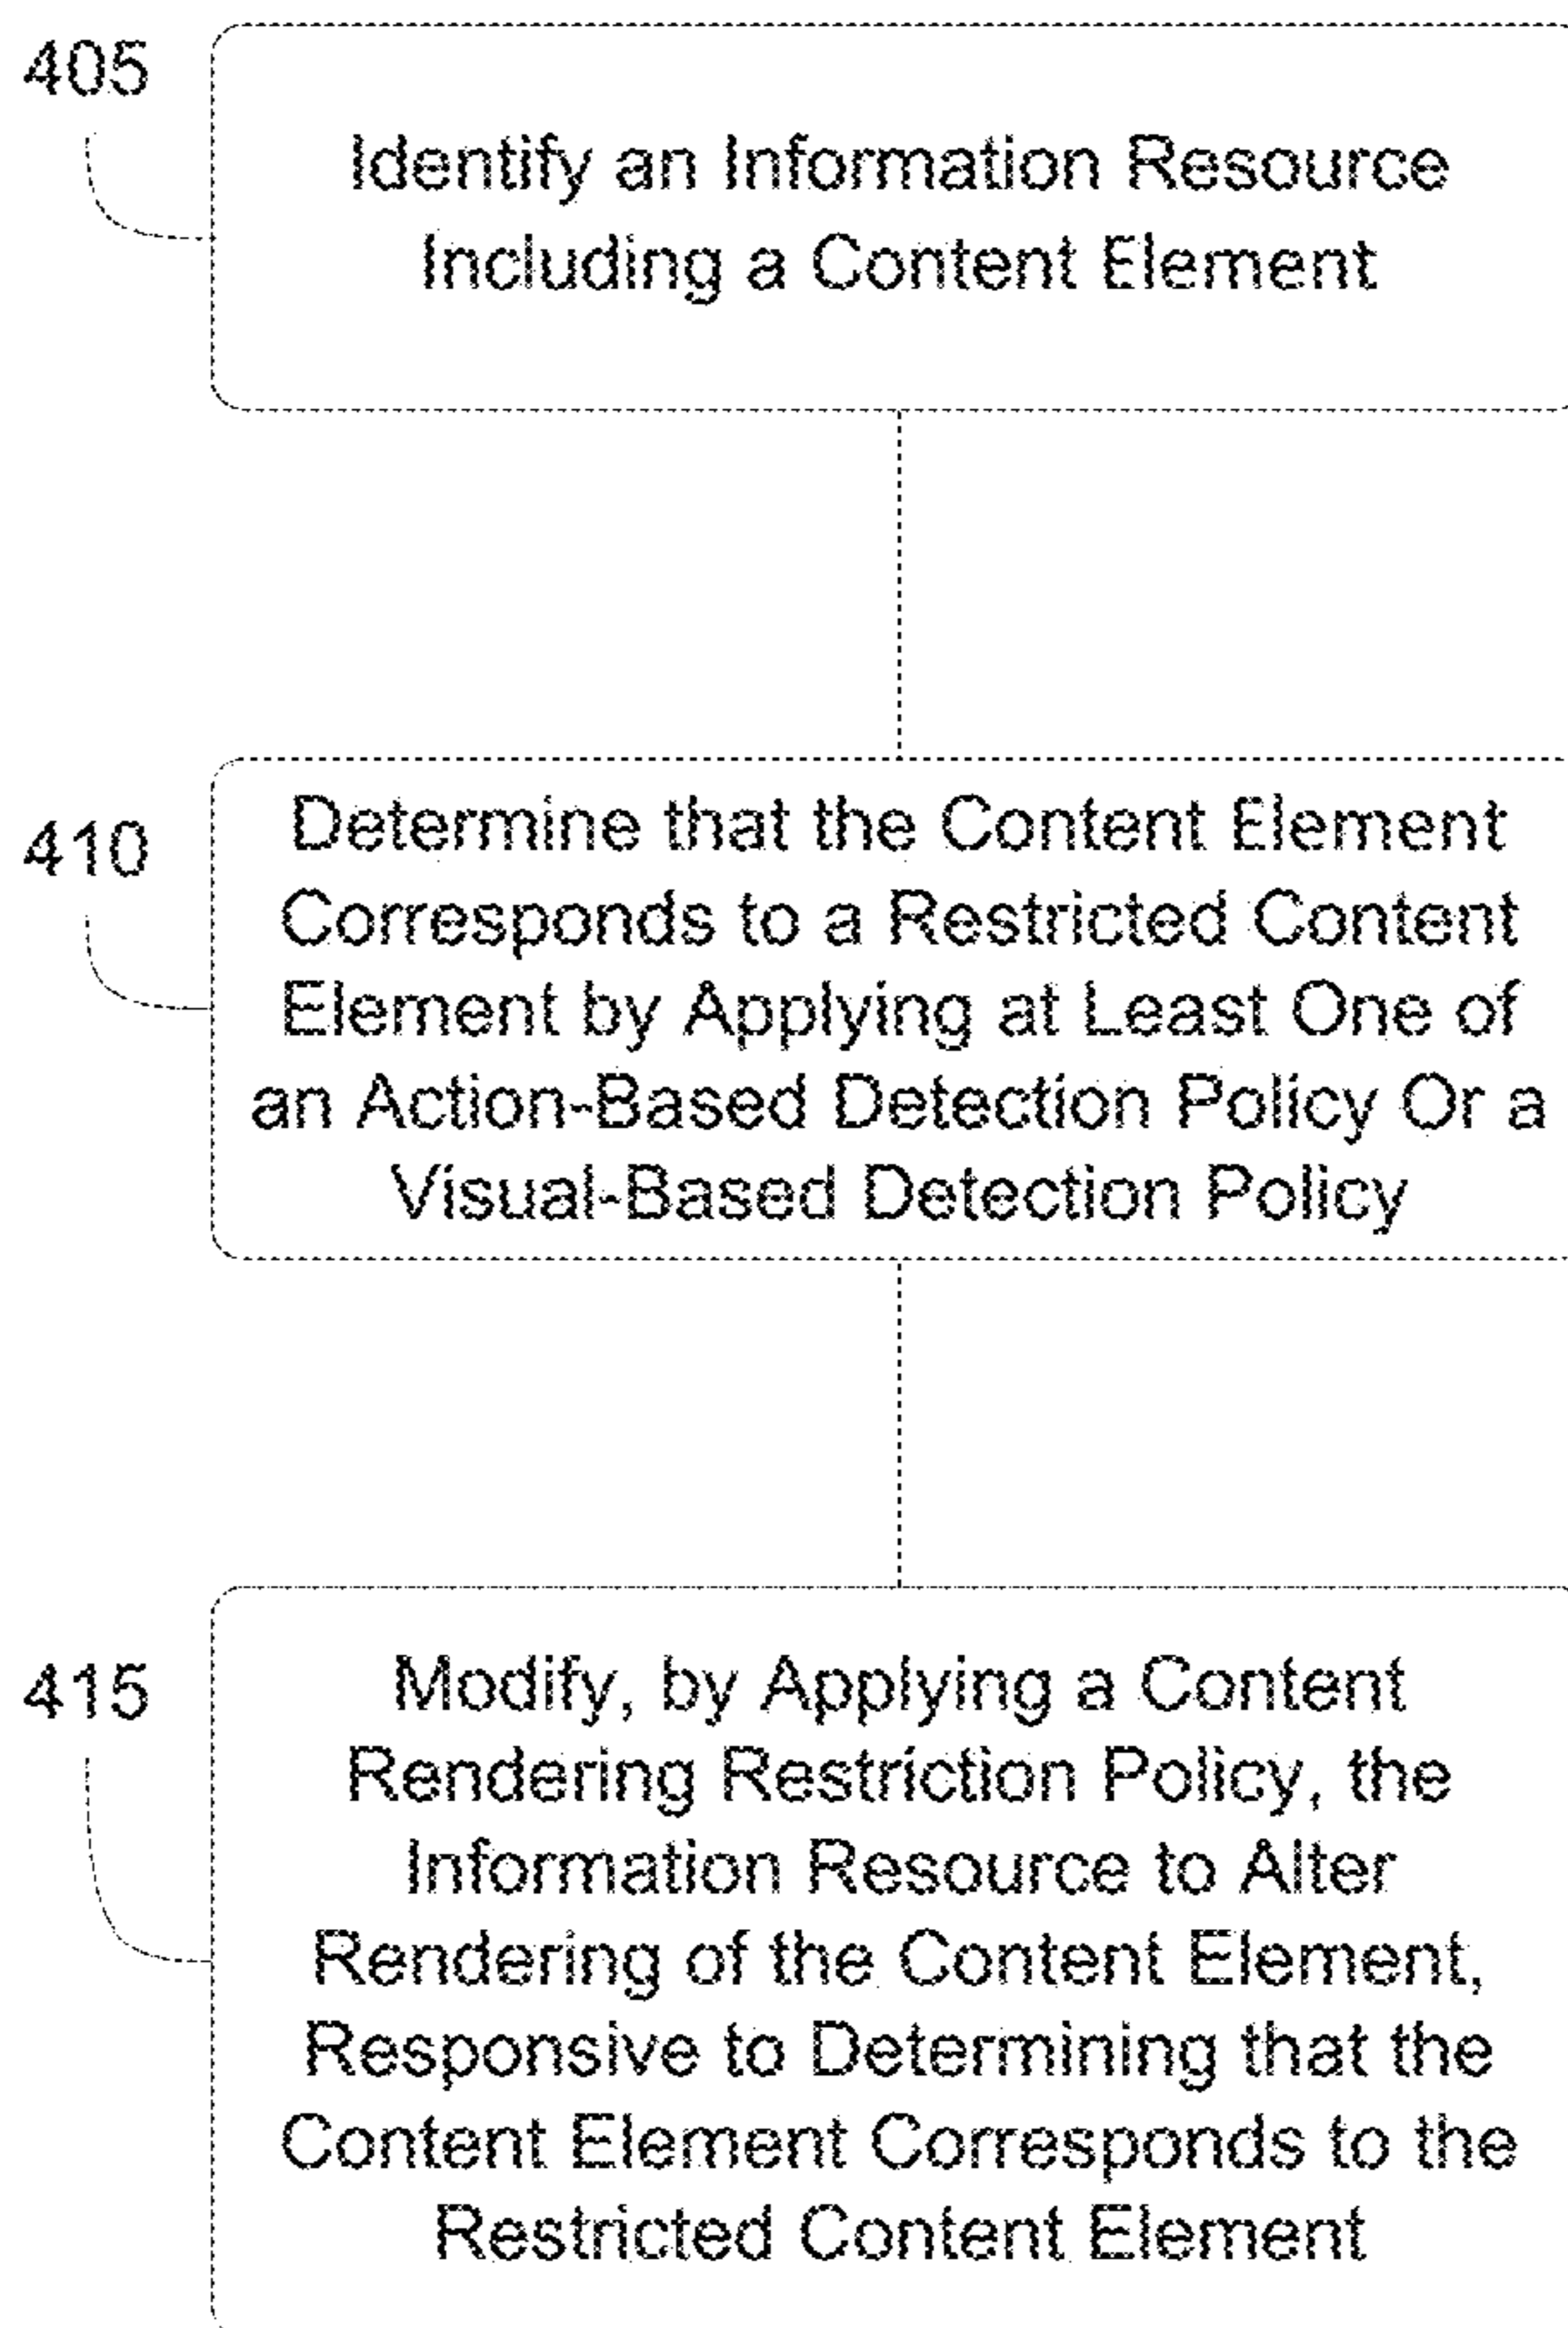 405
Identify an Information Resource
Including a Content Element
410
Determine that the Content Element
Corresponds to a Restricted Content
Element by Applying at Least One of
an Action-Based Detection Policy Or a
Visual-Based Detection Policy
415
Modify, by Applying a Content
Rendering Restriction Policy, the
Information Resource to Alter
Rendering of the Content Element,
Responsive to Determining that the
Content Element Corresponds to the
Restricted Content Element